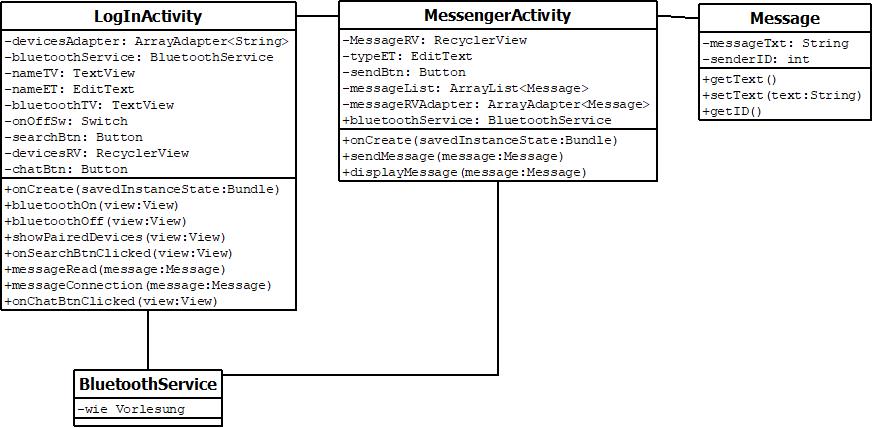 LogInActivity
-devicesAdapter: ArrayAdapter<String>
-bluetoothService: BluetoothService
-nameTV: TextView
-nameET: EditText
-bluetoothTV: TextView
-onOffSw: Switch
-searchBtn: Button
-devicesRV: RecyclerView
-chatBtn: Button
+onCreate(savedInstanceState:Bundle)
+bluetoothOn(view:View)
+bluetoothOff(view:View)
+showPairedDevices(view:View)
+onSearchBtnClicked(view:View)
+messageRead(message:Message)
+messageConnection(message:Message)
+onChatBtnClicked(view:View)
MessengerActivity
-MessageRV: RecyclerView
-typeET: EditText
-sendBtn: Button
-messageList: ArrayList<Message>
-messageRVAdapter: ArrayAdapter<Message>
+bluetoothService: BluetoothService
+onCreate(savedInstanceState:Bundle)
+sendMessage(message:Message)
+displayMessage(message:Message)
Message
-messageTxt: String
-senderID: int
+getText()
+setText(text:String)
+getID()
BluetoothService
-wie Vorlesung